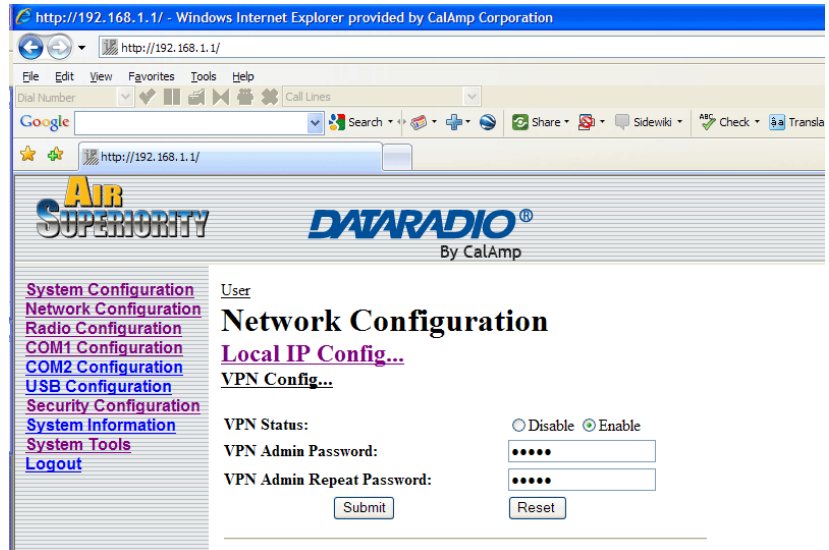 http://192.168.1.1/ - Windows Internet Explorer provided by CalAmp Corporation
http://192.168.1.1/
File Edit View Favorites Tools Help
Dial Number Call Lines
Google Search Share Sidewiki Check Transla
http://192.168.1.1/
AIR
SUPERIORITY
DATARADIO®
By CalAmp
System Configuration
Network Configuration
Radio Configuration
COM1 Configuration
COM2 Configuration
USB Configuration
Security Configuration
System Information
System Tools
Logout
User
Network Configuration
Local IP Config...
VPN Config...
VPN Status: Disable Enable
VPN Admin Password: •••••
VPN Admin Repeat Password: •••••
Submit Reset